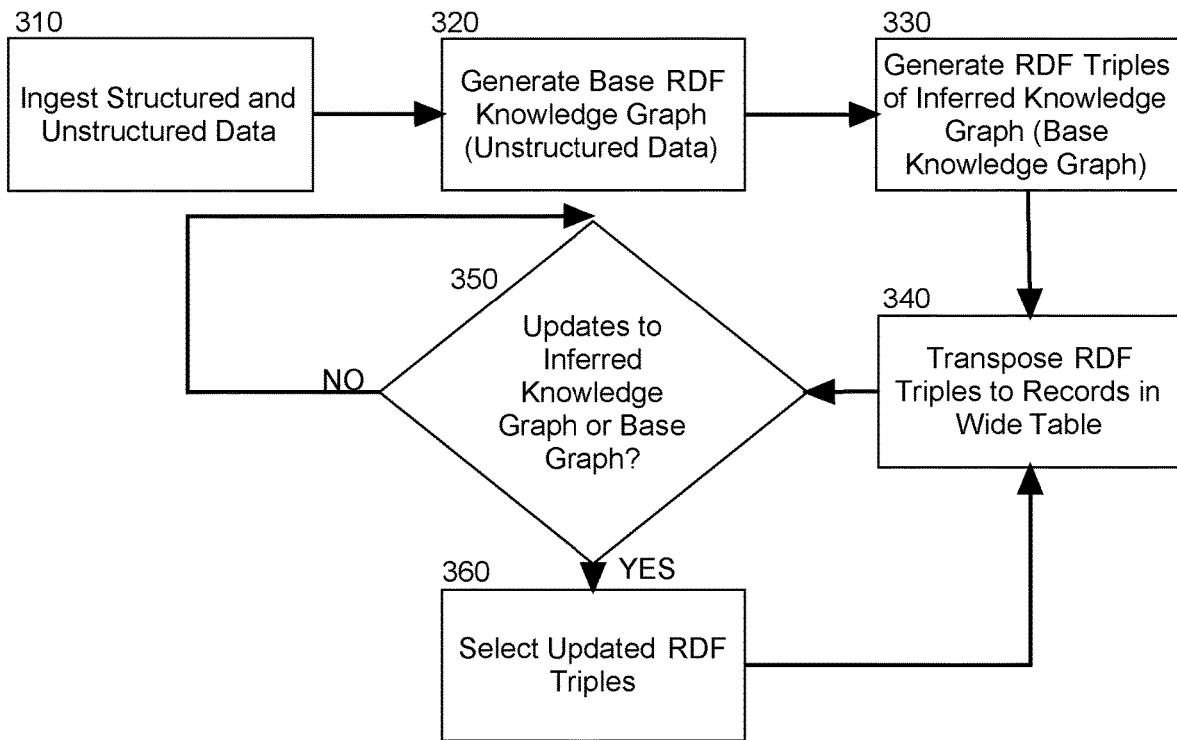 310
Ingest Structured and
Unstructured Data
320
Generate Base RDF
Knowledge Graph
(Unstructured Data)
330
Generate RDF Triples
of Inferred Knowledge
Graph (Base
Knowledge Graph)
340
Transpose RDF
Triples to Records in
Wide Table
350
Updates to
Inferred
Knowledge
Graph or Base
Graph?
NO
YES
360
Select Updated RDF
Triples